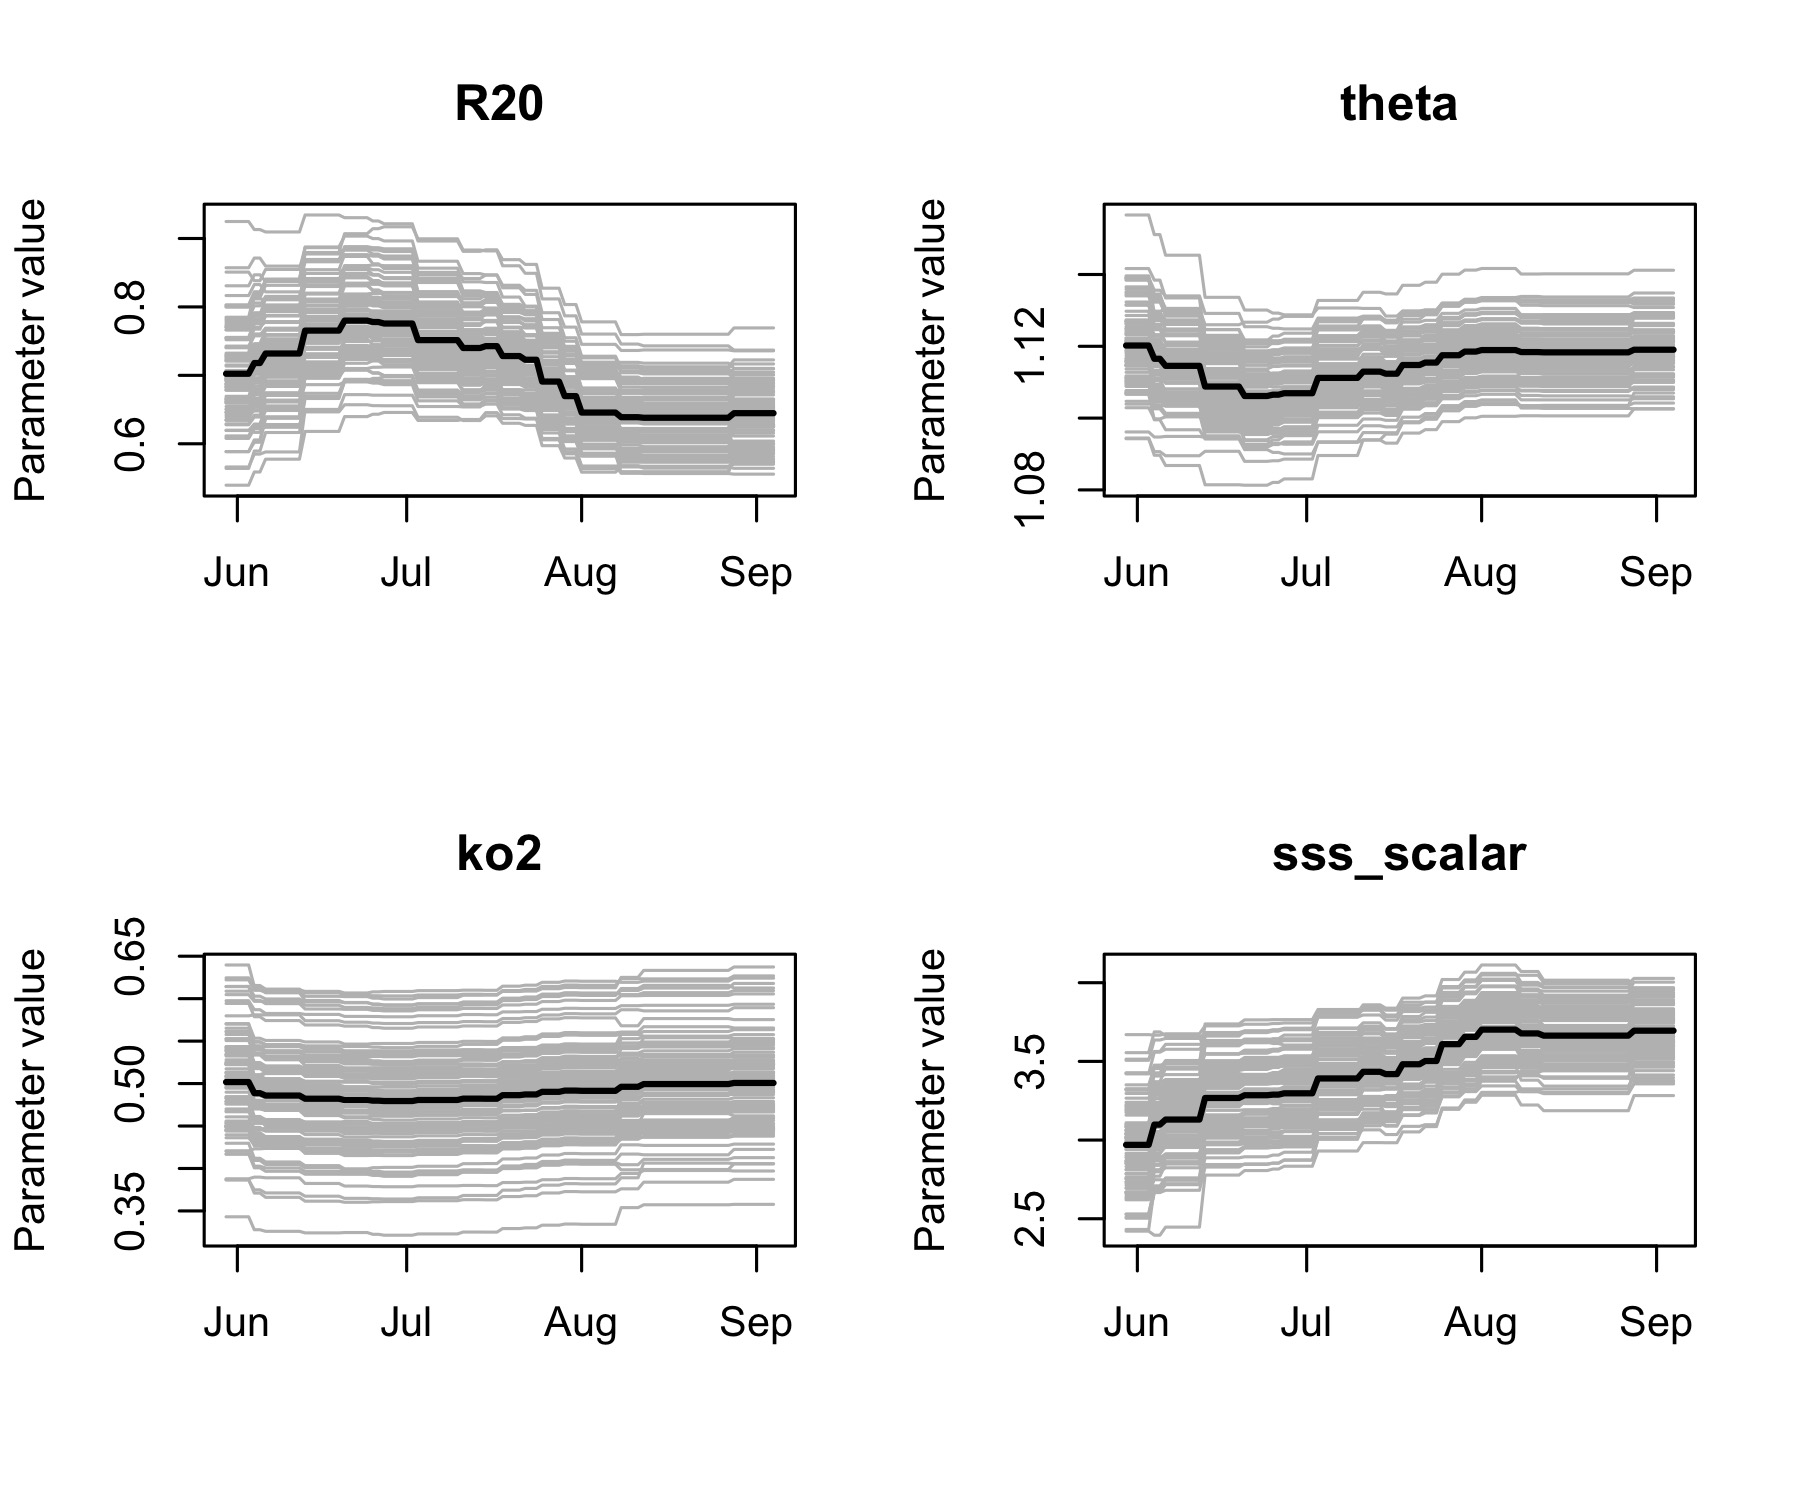 R20
Parameter value
0.8
0.6
Jun Jul Aug Sep
theta
Parameter value
1.12
1.08
Jun Jul Aug Sep
ko2
Parameter value
0.65
0.50
0.35
Jun Jul Aug Sep
sss_scalar
Parameter value
3.5
2.5
Jun Jul Aug Sep